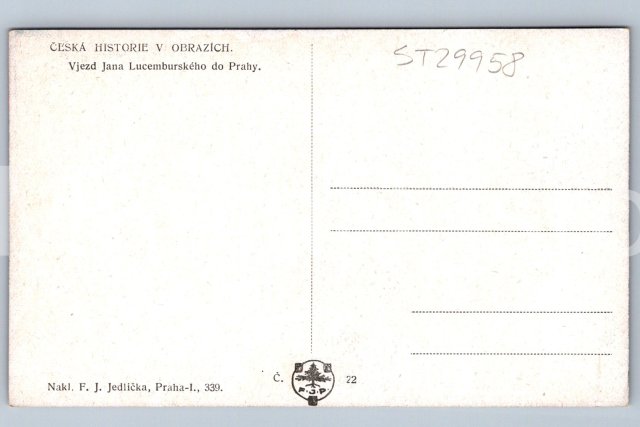 ČESKÁ HISTORIE V OBRAZÍCH.
Vjezd Jana Lucemburského do Prahy.
ST29958
Nakl. F. J. Jedlička, Praha-I., 339.
Č. 22
F.J.P.